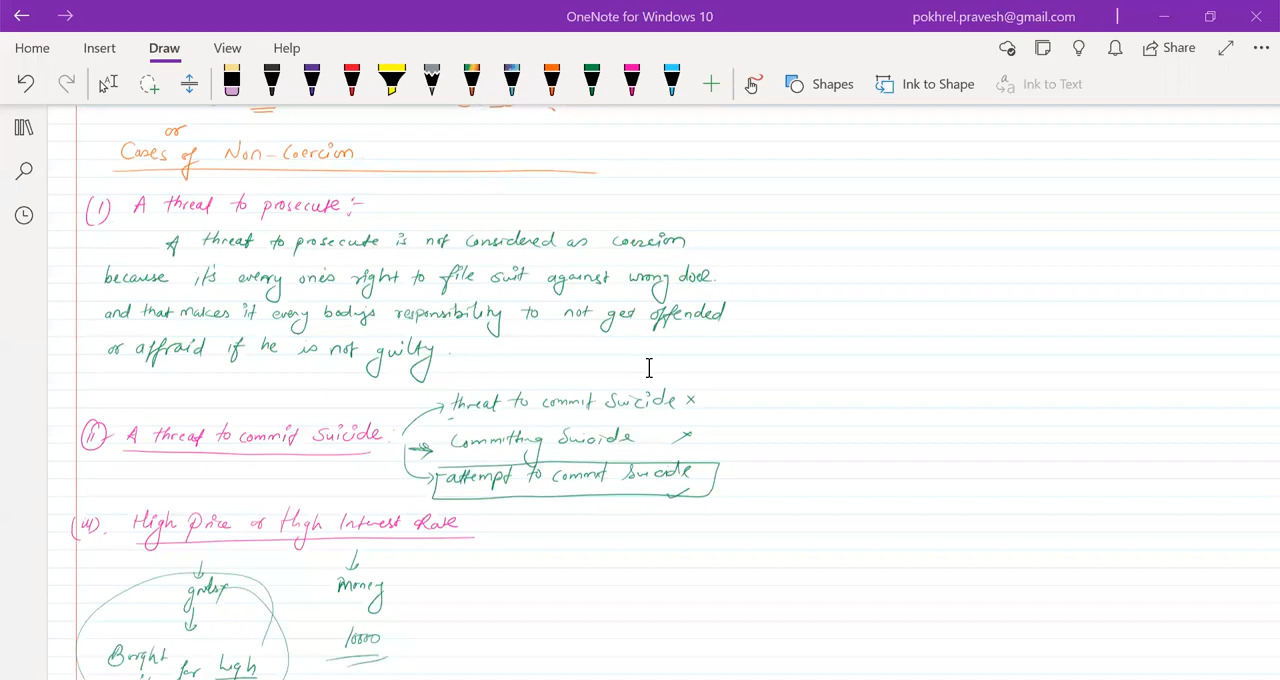 OneNote for Windows 10
pokhrel.pravesh@gmail.com
Home Insert Draw View Help
Share
Shapes
Ink to Shape
Ink to Text
or
Cases of Non-Coercion
(1) A threat to prosecute :-
A threat to prosecute is not considered as coercion
because it's every one's right to file suit against wrong doer.
and that makes it every body's responsibility to not get offended
or affraid if he is not guilty.
(ii) A threat to commit suicide
threat to commit suicide ×
Committing suicide ×
attempt to commit suicide
(iii). High Price or High Interest Rate
Money
10000
Bought
for high